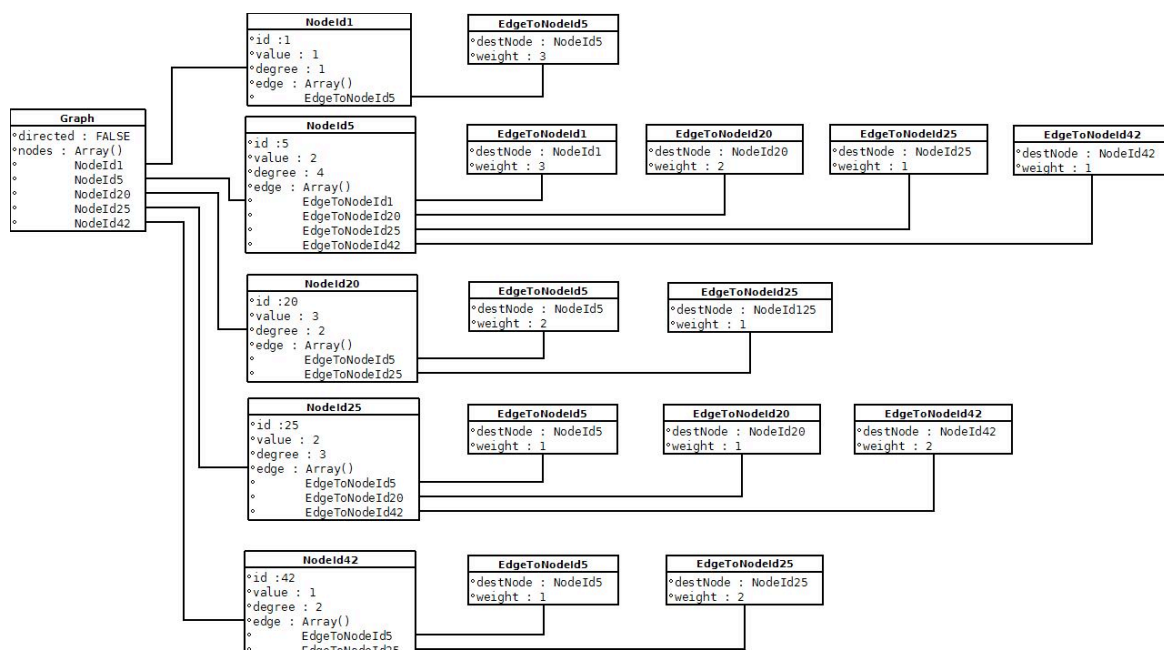 Graph
directed : FALSE
nodes : Array()
NodeId1
NodeId5
NodeId20
NodeId25
NodeId42
NodeId1
id :1
value : 1
degree : 1
edge : Array()
EdgeToNodeId5
EdgeToNodeId5
destNode : NodeId5
weight : 3
NodeId5
id :5
value : 2
degree : 4
edge : Array()
EdgeToNodeId1
EdgeToNodeId20
EdgeToNodeId25
EdgeToNodeId42
EdgeToNodeId1
destNode : NodeId1
weight : 3
EdgeToNodeId20
destNode : NodeId20
weight : 2
EdgeToNodeId25
destNode : NodeId25
weight : 1
EdgeToNodeId42
destNode : NodeId42
weight : 1
NodeId20
id :20
value : 3
degree : 2
edge : Array()
EdgeToNodeId5
EdgeToNodeId25
EdgeToNodeId5
destNode : NodeId5
weight : 2
EdgeToNodeId25
destNode : NodeId125
weight : 1
NodeId25
id :25
value : 2
degree : 3
edge : Array()
EdgeToNodeId5
EdgeToNodeId20
EdgeToNodeId42
EdgeToNodeId5
destNode : NodeId5
weight : 1
EdgeToNodeId20
destNode : NodeId20
weight : 1
EdgeToNodeId42
destNode : NodeId42
weight : 2
NodeId42
id :42
value : 1
degree : 2
edge : Array()
EdgeToNodeId5
EdgeToNodeId25
EdgeToNodeId5
destNode : NodeId5
weight : 1
EdgeToNodeId25
destNode : NodeId25
weight : 2